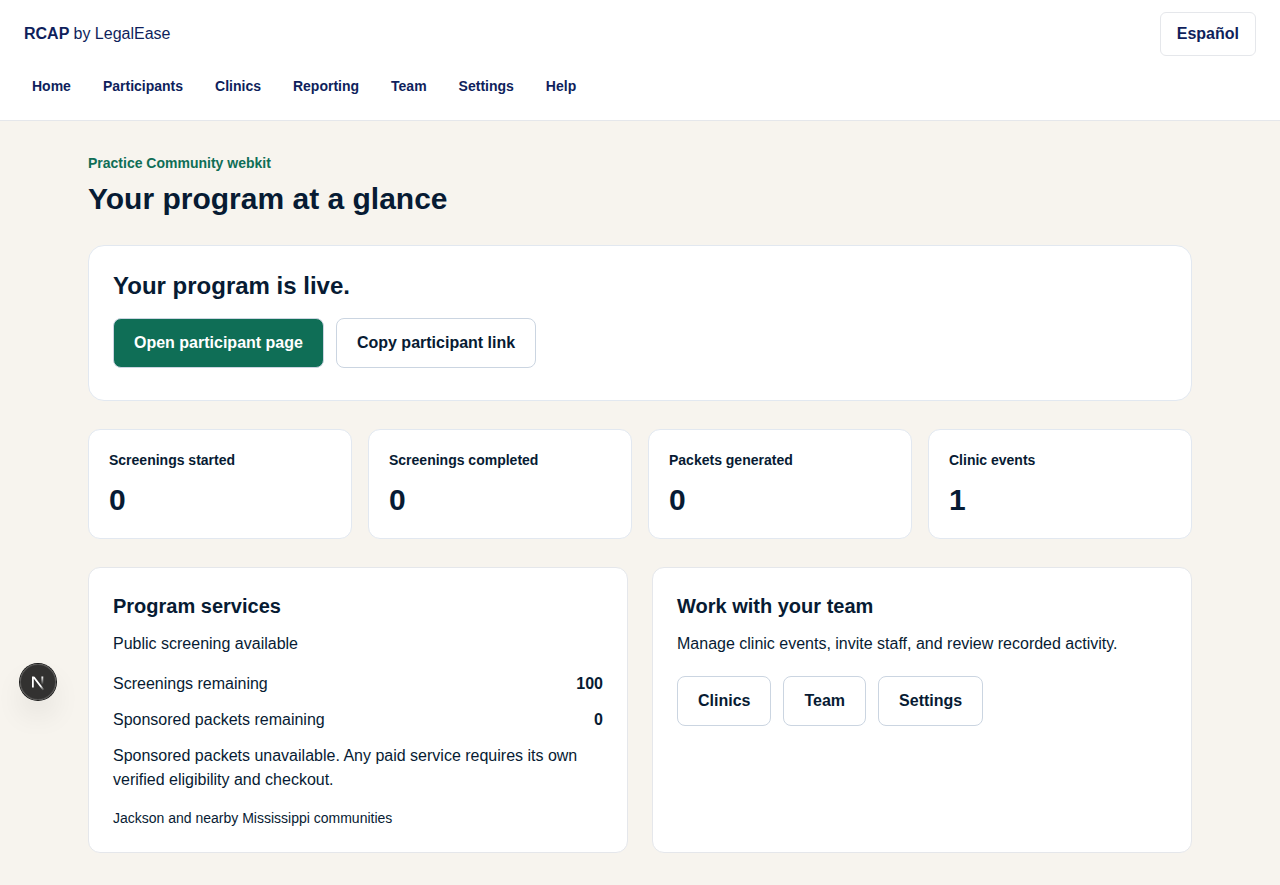 RCAP by LegalEase
Español
Home Participants Clinics Reporting Team Settings Help
Practice Community webkit
Your program at a glance
Your program is live.
Open participant page
Copy participant link
Screenings started
0
Screenings completed
0
Packets generated
0
Clinic events
1
Program services
Public screening available
Screenings remaining 100
Sponsored packets remaining 0
Sponsored packets unavailable. Any paid service requires its own
verified eligibility and checkout.
Jackson and nearby Mississippi communities
Work with your team
Manage clinic events, invite staff, and review recorded activity.
Clinics
Team
Settings
N